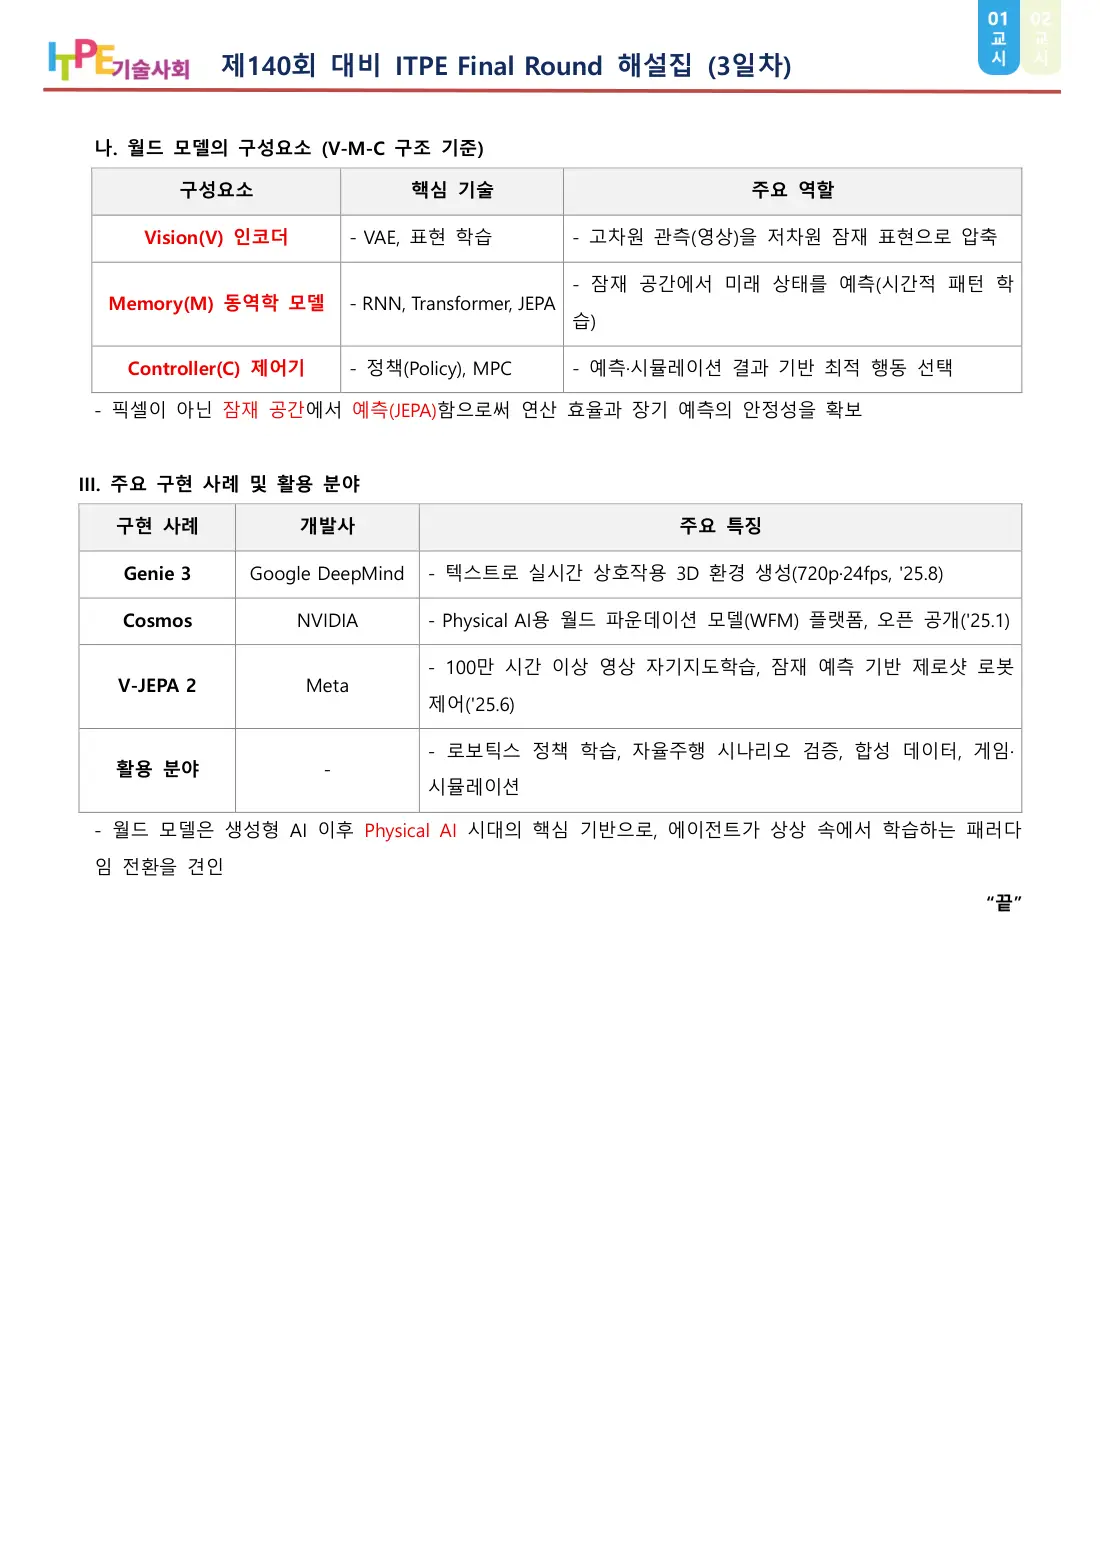 ITPE기술사회 제140회 대비 ITPE Final Round 해설집 (3일차)
01 교시
02 교시
나. 월드 모델의 구성요소 (V-M-C 구조 기준)
구성요소 핵심 기술 주요 역할
Vision(V) 인코더 - VAE, 표현 학습 - 고차원 관측(영상)을 저차원 잠재 표현으로 압축
Memory(M) 동역학 모델 - RNN, Transformer, JEPA - 잠재 공간에서 미래 상태를 예측(시간적 패턴 학
습)
Controller(C) 제어기 - 정책(Policy), MPC - 예측·시뮬레이션 결과 기반 최적 행동 선택
- 픽셀이 아닌 잠재 공간에서 예측(JEPA)함으로써 연산 효율과 장기 예측의 안정성을 확보
III. 주요 구현 사례 및 활용 분야
구현 사례 개발사 주요 특징
Genie 3 Google DeepMind - 텍스트로 실시간 상호작용 3D 환경 생성(720p·24fps, '25.8)
Cosmos NVIDIA - Physical AI용 월드 파운데이션 모델(WFM) 플랫폼, 오픈 공개('25.1)
V-JEPA 2 Meta - 100만 시간 이상 영상 자기지도학습, 잠재 예측 기반 제로샷 로봇
제어('25.6)
활용 분야 - - 로보틱스 정책 학습, 자율주행 시나리오 검증, 합성 데이터, 게임·
시뮬레이션
- 월드 모델은 생성형 AI 이후 Physical AI 시대의 핵심 기반으로, 에이전트가 상상 속에서 학습하는 패러다
임 전환을 견인
“끝”